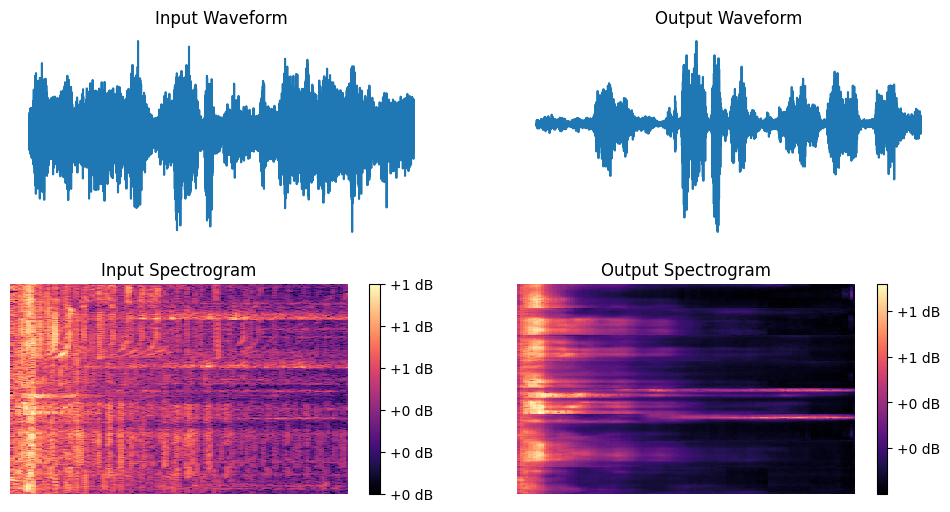 Input Waveform
Output Waveform
Input Spectrogram
+1 dB
+1 dB
+1 dB
+0 dB
+0 dB
+0 dB
Output Spectrogram
+1 dB
+1 dB
+0 dB
+0 dB